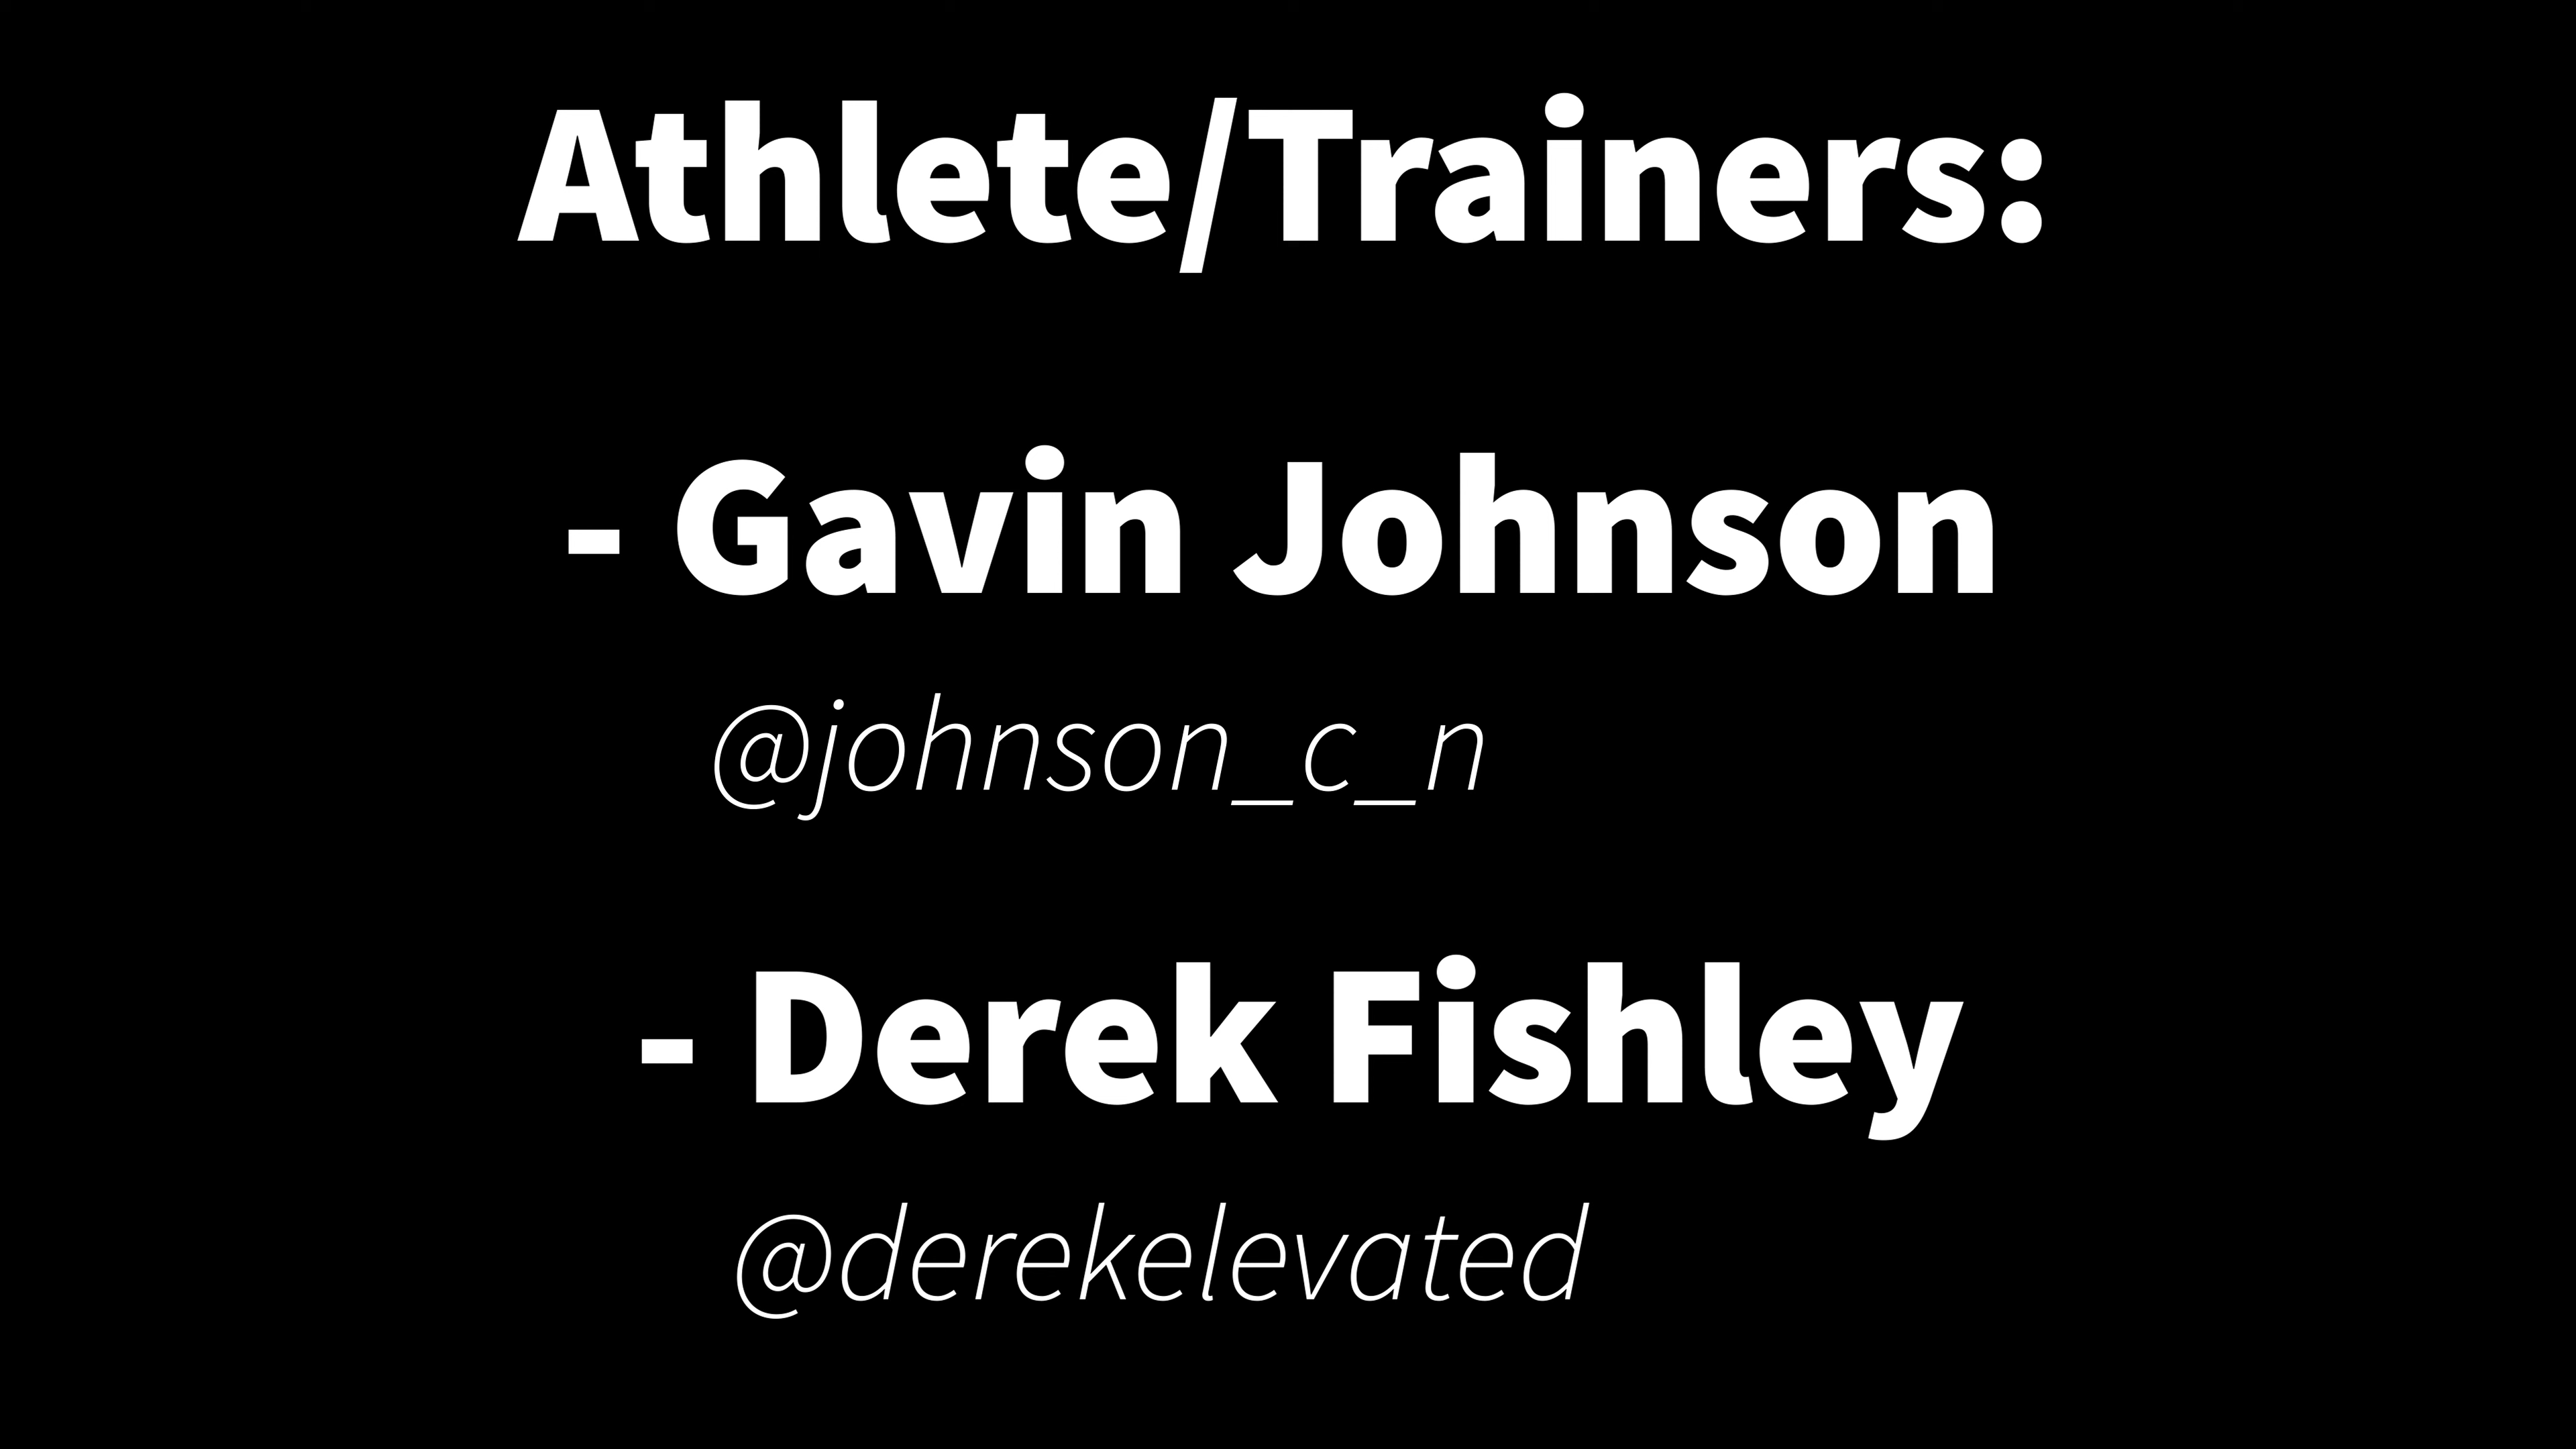 Athlete/Trainers:
- Gavin Johnson
@johnson_c_n
- Derek Fishley
@derekelevated